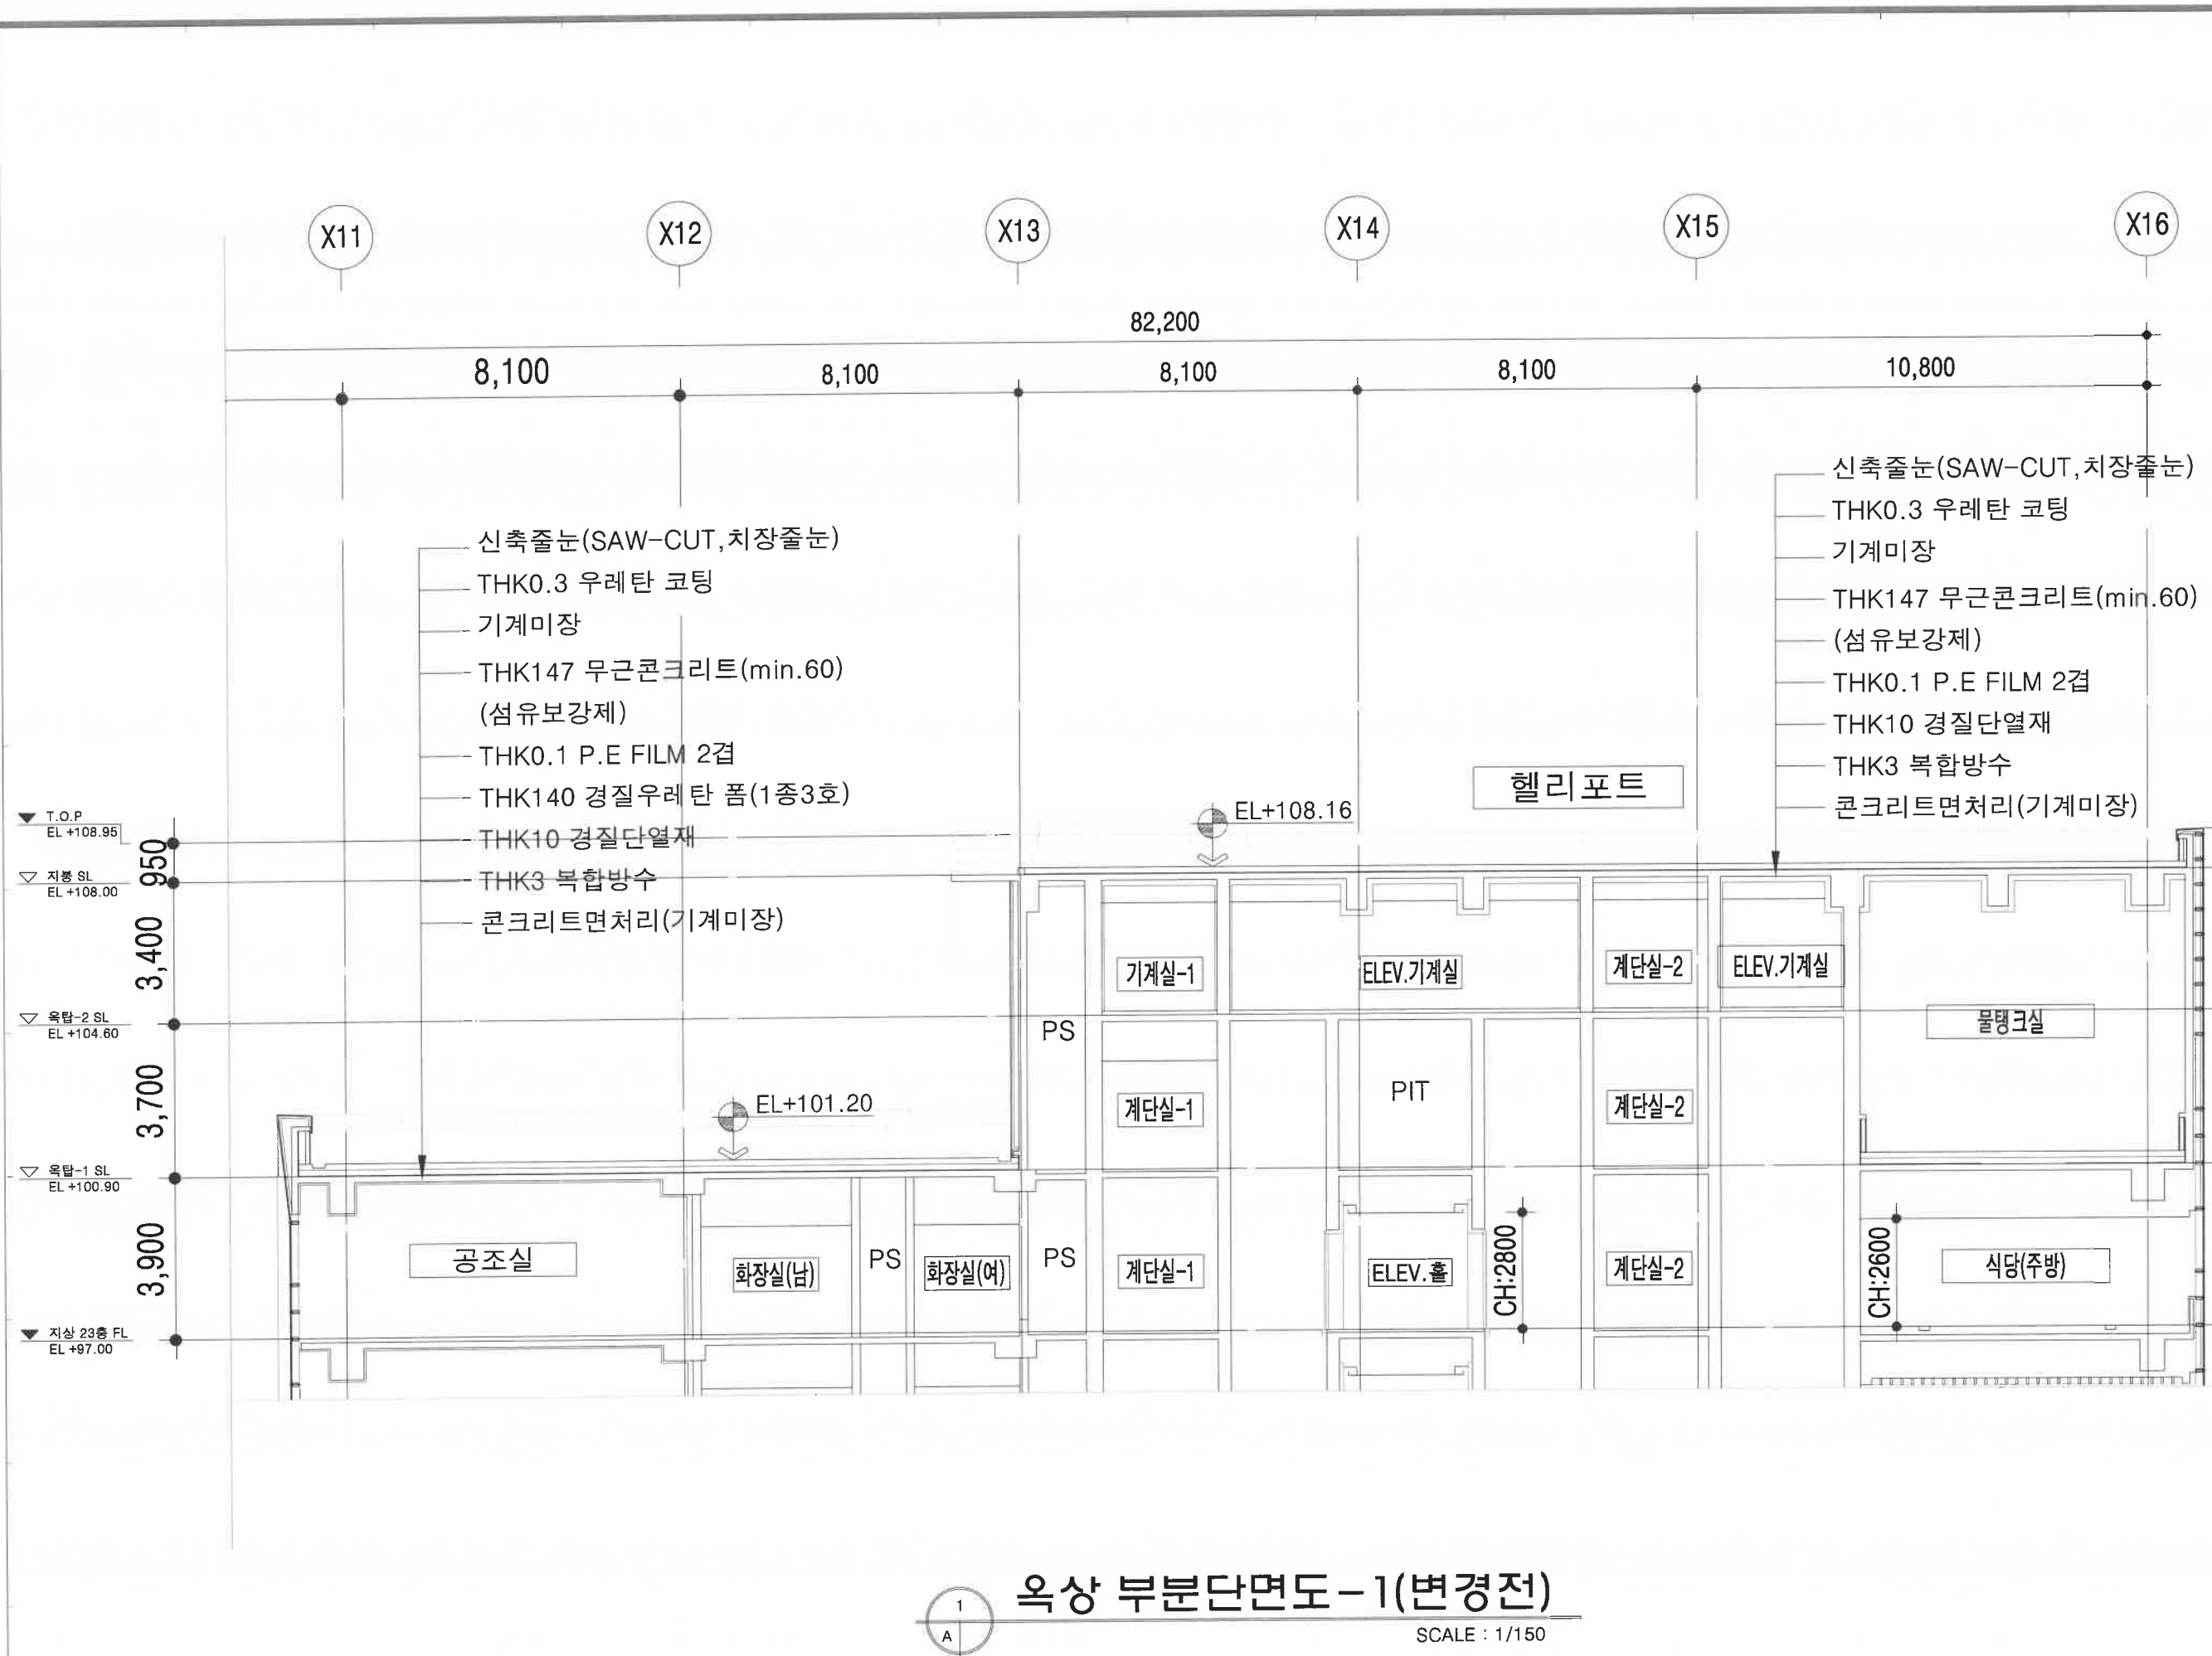 X11
X12
X13
X14
X15
X16
82,200
8,100
8,100
8,100
8,100
10,800
신축줄눈(SAW-CUT,치장줄눈)
THK0.3 우레탄 코팅
기계미장
THK147 무근콘크리트(min.60)
(섬유보강제)
THK0.1 P.E FILM 2겹
THK140 경질우레탄 폼(1종3호)
THK10 경질단열재
THK3 복합방수
콘크리트면처리(기계미장)
신축줄눈(SAW-CUT,치장줄눈)
THK0.3 우레탄 코팅
기계미장
THK147 무근콘크리트(min.60)
(섬유보강제)
THK0.1 P.E FILM 2겹
THK10 경질단열재
THK3 복합방수
콘크리트면처리(기계미장)
헬리포트
EL+108.16
T.O.P
EL +108.95
950
지붕 SL
EL +108.00
3,400
옥탑-2 SL
EL +104.60
3,700
옥탑-1 SL
EL +100.90
3,900
지상 23층 FL
EL +97.00
EL+101.20
기계실-1
ELEV.기계실
계단실-2
ELEV.기계실
물탱크실
PS
계단실-1
PIT
계단실-2
공조실
화장실(남)
PS
화장실(여)
PS
계단실-1
ELEV.홀
CH:2800
계단실-2
CH:2600
식당(주방)
1
A
옥상 부분단면도-1(변경전)
SCALE : 1/150